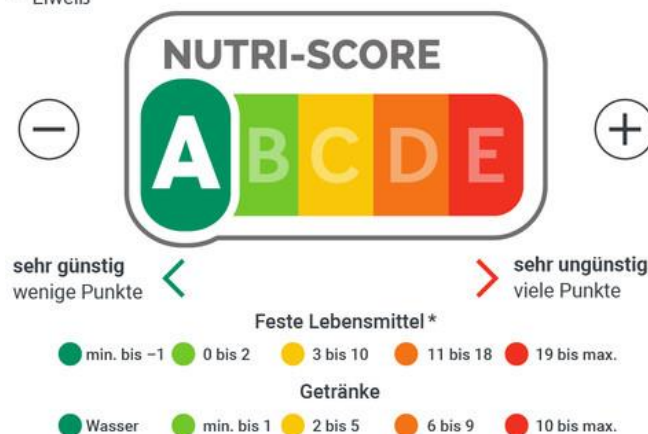 Eiweiß
NUTRI-SCORE
A B C D E
sehr günstig
wenige Punkte
sehr ungünstig
viele Punkte
Feste Lebensmittel *
min. bis –1 0 bis 2 3 bis 10 11 bis 18 19 bis max.
Getränke
Wasser min. bis 1 2 bis 5 6 bis 9 10 bis max.